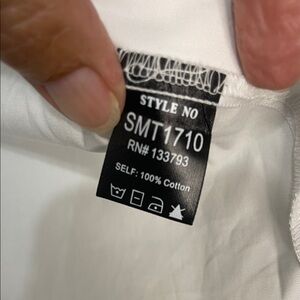 STYLE NO
SMT1710
RN# 133793
SELF: 100% Cotton